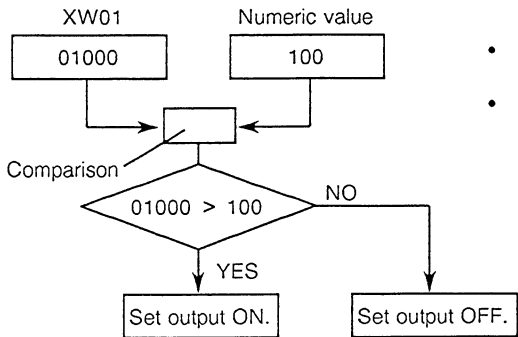 XW01
Numeric value
01000
100
Comparison
01000 > 100
NO
YES
Set output ON.
Set output OFF.